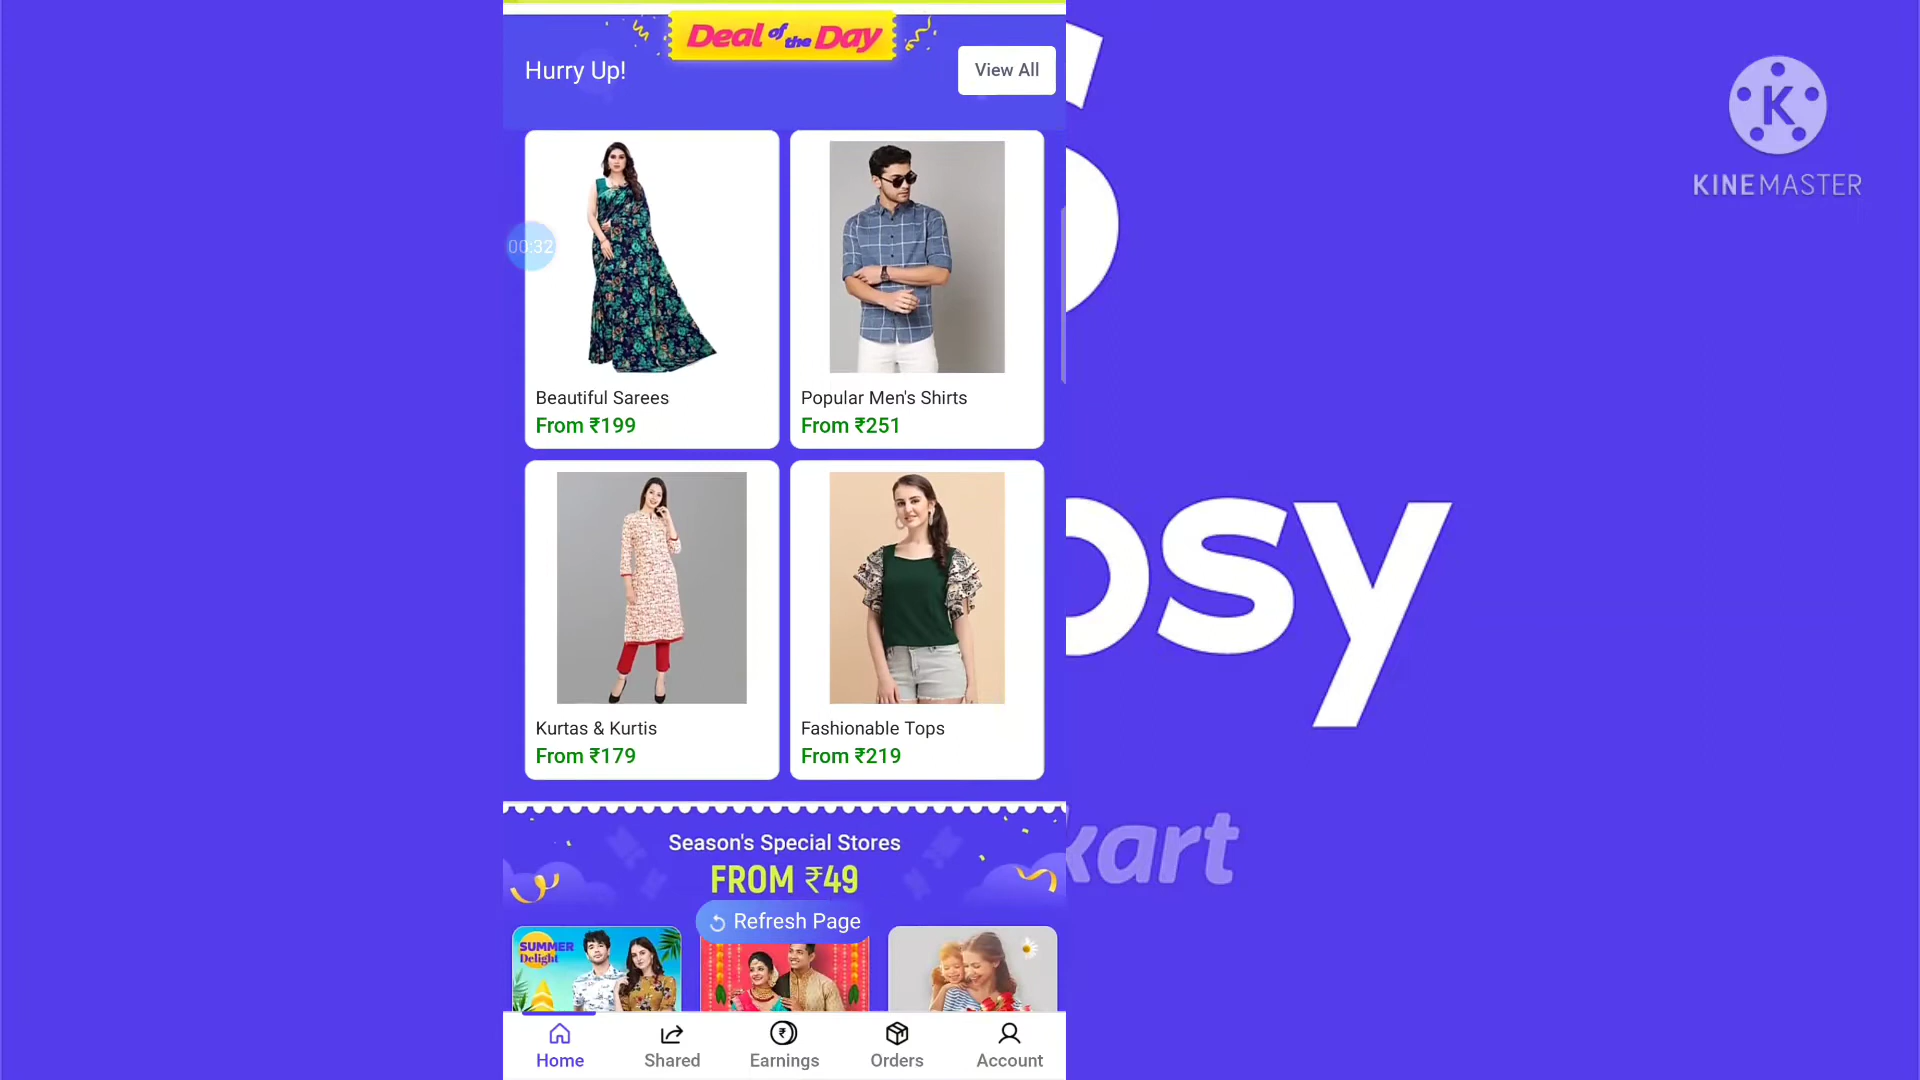 Deal of the Day
Hurry Up!
View All
KINEMASTER
K
00:32
Beautiful Sarees
From ₹199
Popular Men's Shirts
From ₹251
Kurtas & Kurtis
From ₹179
Fashionable Tops
From ₹219
osy
kart
Season's Special Stores
FROM ₹49
Refresh Page
SUMMER
Delight
Home
Shared
Earnings
Orders
Account